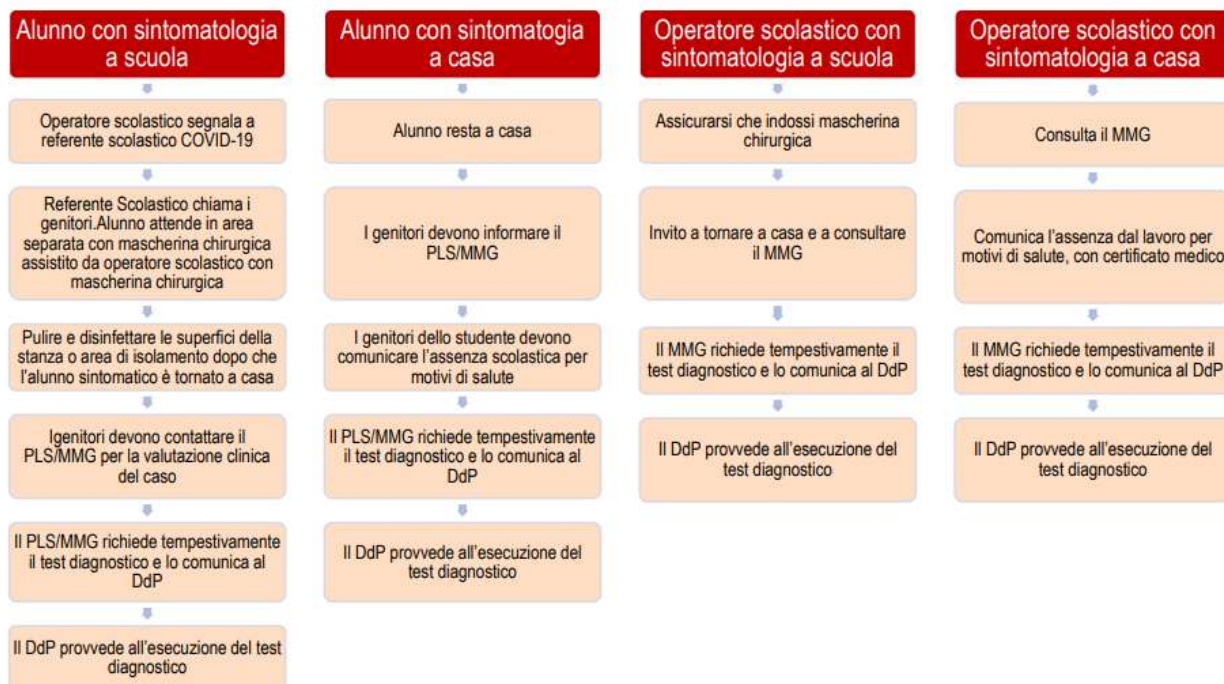 Alunno con sintomatologia
a scuola
Operatore scolastico segnala a
referente scolastico COVID-19
Referente Scolastico chiama i
genitori.Alunno attende in area
separata con mascherina chirurgica
assistito da operatore scolastico con
mascherina chirurgica
Pulire e disinfettare le superfici della
stanza o area di isolamento dopo che
l'alunno sintomatico è tornato a casa
Igenitori devono contattare il
PLS/MMG per la valutazione clinica
del caso
Il PLS/MMG richiede tempestivamente
il test diagnostico e lo comunica al
DdP
Il DdP provvede all'esecuzione del test
diagnostico
Alunno con sintomatogia
a casa
Alunno resta a casa
I genitori devono informare il
PLS/MMG
I genitori dello studente devono
comunicare l'assenza scolastica per
motivi di salute
Il PLS/MMG richiede tempestivamente
il test diagnostico e lo comunica al
DdP
Il DdP provvede all'esecuzione del
test diagnostico
Operatore scolastico con
sintomatologia a scuola
Assicurarsi che indossi mascherina
chirurgica
Invito a tornare a casa e a consultare
il MMG
Il MMG richiede tempestivamente il
test diagnostico e lo comunica al DdP
Il DdP provvede all'esecuzione del
test diagnostico
Operatore scolastico con
sintomatologia a casa
Consulta il MMG
Comunica l'assenza dal lavoro per
motivi di salute, con certificato medico
Il MMG richiede tempestivamente il
test diagnostico e lo comunica al DdP
Il DdP provvede all'esecuzione del
test diagnostico